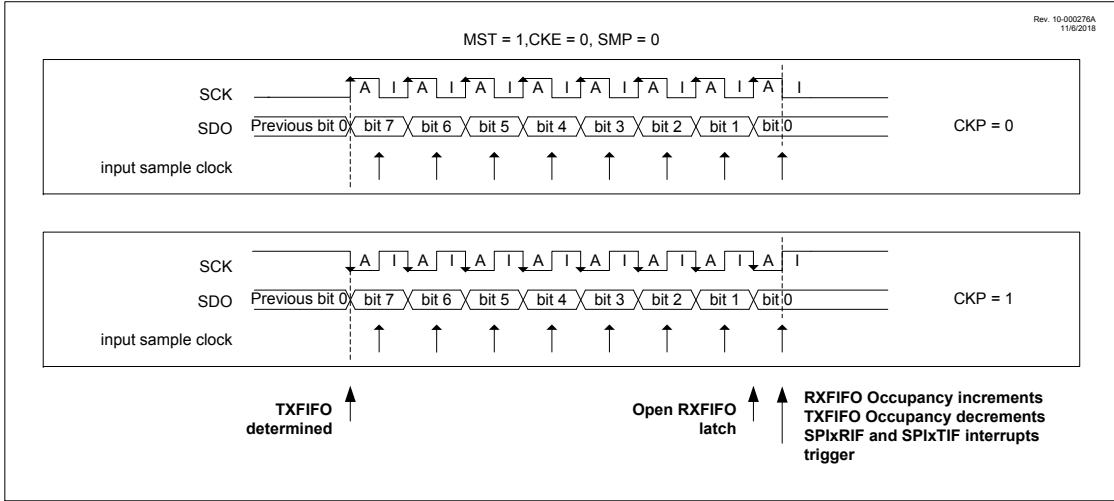 Rev. 10-000276A
11/6/2018
MST = 1,CKE = 0, SMP = 0
SCK A I A I A I A I A I A I A I A I
SDO Previous bit 0 bit 7 bit 6 bit 5 bit 4 bit 3 bit 2 bit 1 bit 0 CKP = 0
input sample clock
SCK A I A I A I A I A I A I A I A I
SDO Previous bit 0 bit 7 bit 6 bit 5 bit 4 bit 3 bit 2 bit 1 bit 0 CKP = 1
input sample clock
TXFIFO
determined
Open RXFIFO
latch
RXFIFO Occupancy increments
TXFIFO Occupancy decrements
SPIxRIF and SPIxTIF interrupts
trigger